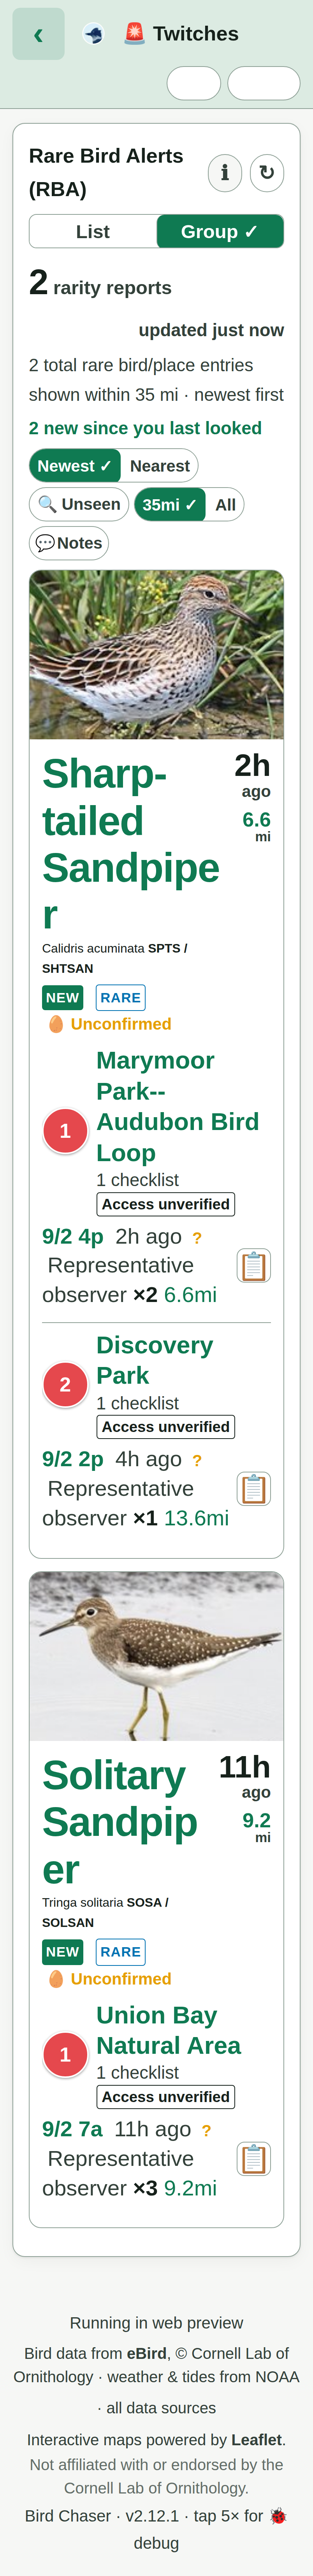 ‹ 🚨 Twitches
Rare Bird Alerts
(RBA)
ℹ ↻
List Group ✓
2 rarity reports
updated just now
2 total rare bird/place entries
shown within 35 mi · newest first
2 new since you last looked
Newest ✓ Nearest
🔍 Unseen 35mi ✓ All
💬 Notes
Sharp-
tailed
Sandpipe
r
2h
ago
6.6
mi
Calidris acuminata SPTS /
SHTSAN
NEW RARE
🥚 Unconfirmed
1
Marymoor
Park--
Audubon Bird
Loop
1 checklist
Access unverified
9/2 4p 2h ago ?
Representative
observer ×2 6.6mi
📋
2
Discovery
Park
1 checklist
Access unverified
9/2 2p 4h ago ?
Representative
observer ×1 13.6mi
📋
Solitary
Sandpip
er
11h
ago
9.2
mi
Tringa solitaria SOSA /
SOLSAN
NEW RARE
🥚 Unconfirmed
1
Union Bay
Natural Area
1 checklist
Access unverified
9/2 7a 11h ago ?
Representative
observer ×3 9.2mi
📋
Running in web preview
Bird data from eBird, © Cornell Lab of
Ornithology · weather & tides from NOAA
· all data sources
Interactive maps powered by Leaflet.
Not affiliated with or endorsed by the
Cornell Lab of Ornithology.
Bird Chaser · v2.12.1 · tap 5× for 🐞
debug